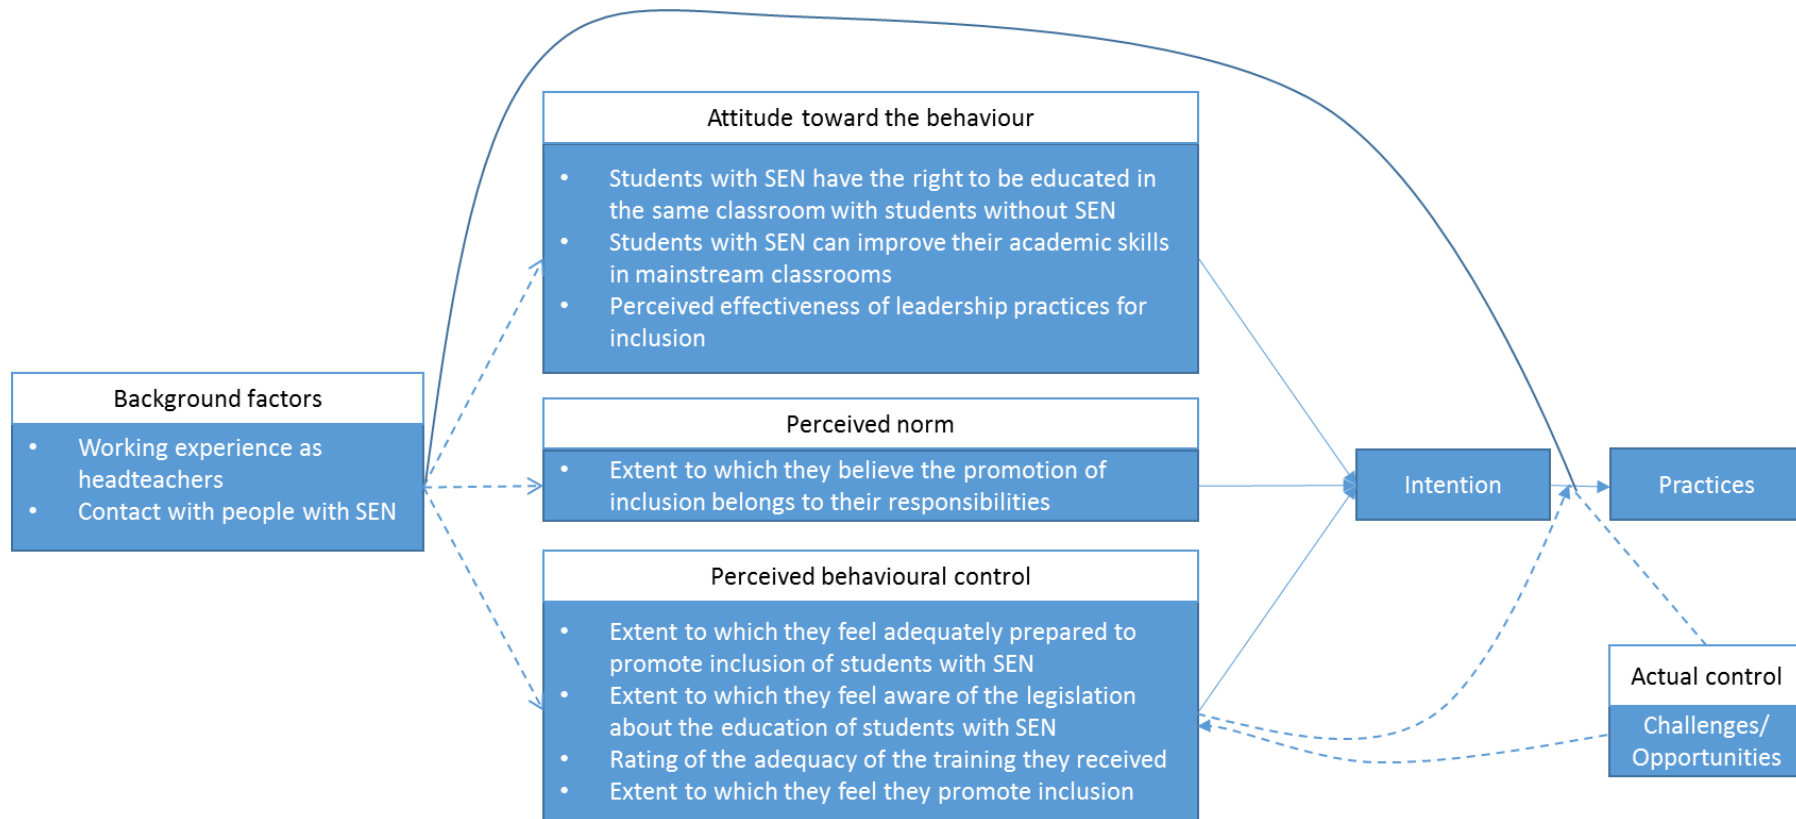 Attitude toward the behaviour
• Students with SEN have the right to be educated in
the same classroom with students without SEN
• Students with SEN can improve their academic skills
in mainstream classrooms
• Perceived effectiveness of leadership practices for
inclusion
Background factors
• Working experience as
headteachers
• Contact with people with SEN
Perceived norm
• Extent to which they believe the promotion of
inclusion belongs to their responsibilities
Intention
Practices
Perceived behavioural control
• Extent to which they feel adequately prepared to
promote inclusion of students with SEN
• Extent to which they feel aware of the legislation
about the education of students with SEN
• Rating of the adequacy of the training they received
• Extent to which they feel they promote inclusion
Actual control
Challenges/
Opportunities